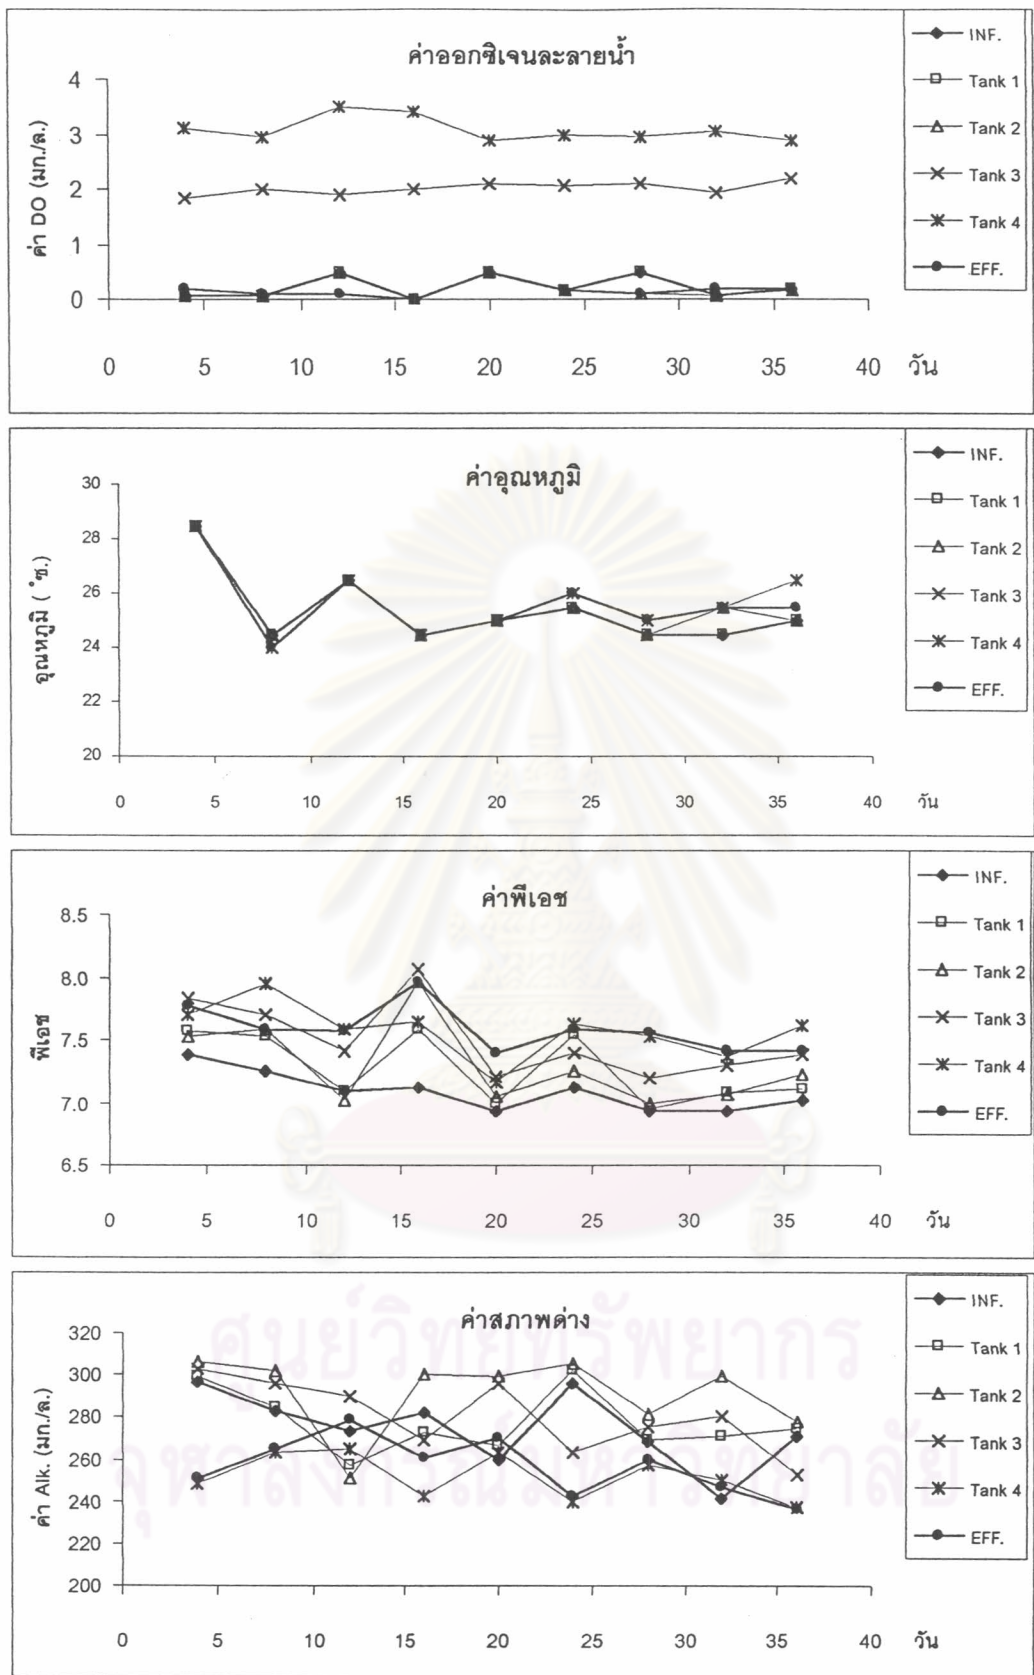 ค่าออกซิเจนละลายน้ำ
ค่า DO (มก./ล.)
4
3
2
1
0
0 5 10 15 20 25 30 35 40 วัน
INF.
Tank 1
Tank 2
Tank 3
Tank 4
EFF.
ค่าอุณหภูมิ
อุณหภูมิ ( ํซ.)
30
28
26
24
22
20
0 5 10 15 20 25 30 35 40 วัน
INF.
Tank 1
Tank 2
Tank 3
Tank 4
EFF.
ค่าพีเอช
พีเอช
8.5
8.0
7.5
7.0
6.5
0 5 10 15 20 25 30 35 40 วัน
INF.
Tank 1
Tank 2
Tank 3
Tank 4
EFF.
ค่าสภาพด่าง
ค่า Alk. (มก./ล.)
320
300
280
260
240
220
200
0 5 10 15 20 25 30 35 40 วัน
INF.
Tank 1
Tank 2
Tank 3
Tank 4
EFF.
ศูนย์วิทยทรัพยากร
จุฬาลงกรณ์มหาวิทยาลัย